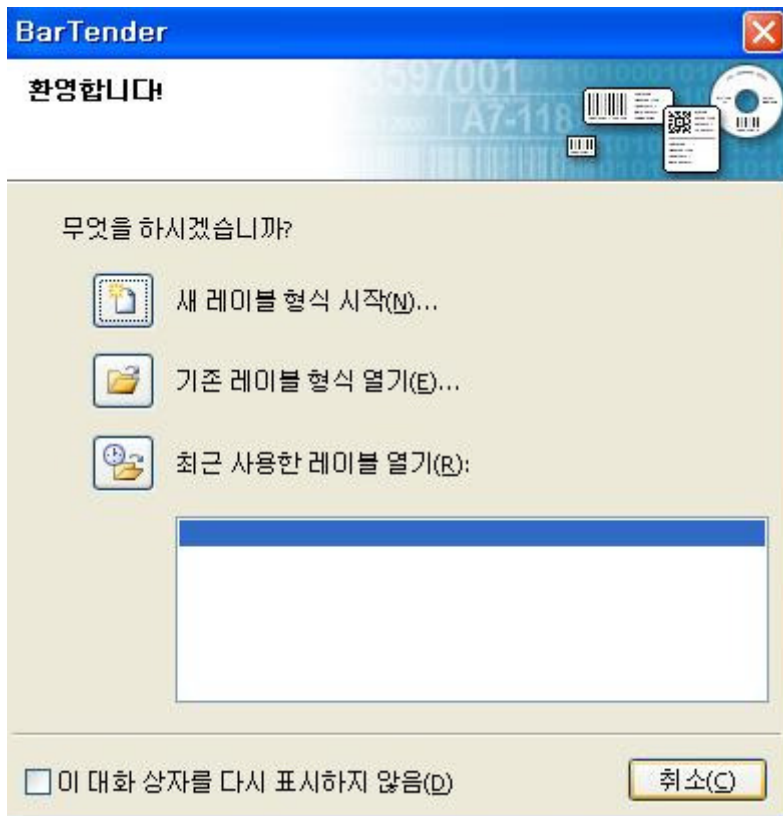 BarTender
환영합니다!
3597001
A7-118
무엇을 하시겠습니까?
새 레이블 형식 시작(N)...
기존 레이블 형식 열기(E)...
최근 사용한 레이블 열기(R):
이 대화 상자를 다시 표시하지 않음(D)
취소(C)